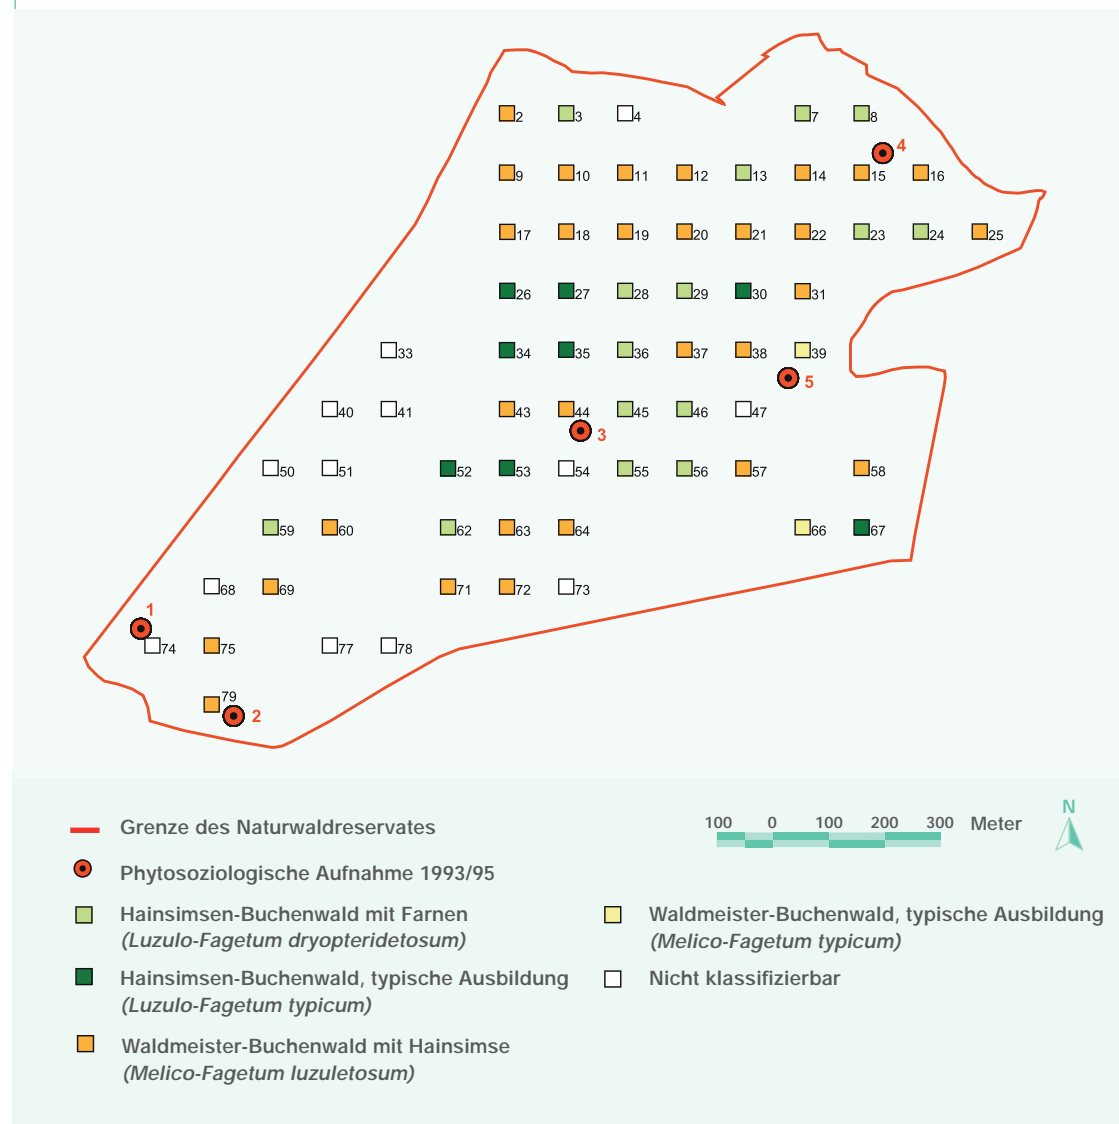 2 3 4 7 8
4
9 10 11 12 13 14 15 16
17 18 19 20 21 22 23 24 25
26 27 28 29 30 31
33 34 35 36 37 38 39
5
40 41 43 44 45 46 47
3
50 51 52 53 54 55 56 57 58
59 60 62 63 64 66 67
68 69 71 72 73
1
74 75 77 78
79
2
Grenze des Naturwaldreservates
Phytosoziologische Aufnahme 1993/95
Hainsimsen-Buchenwald mit Farnen
(Luzulo-Fagetum dryopteridetosum)
Hainsimsen-Buchenwald, typische Ausbildung
(Luzulo-Fagetum typicum)
Waldmeister-Buchenwald mit Hainsimse
(Melico-Fagetum luzuletosum)
100 0 100 200 300 Meter
N
Waldmeister-Buchenwald, typische Ausbildung
(Melico-Fagetum typicum)
Nicht klassifizierbar